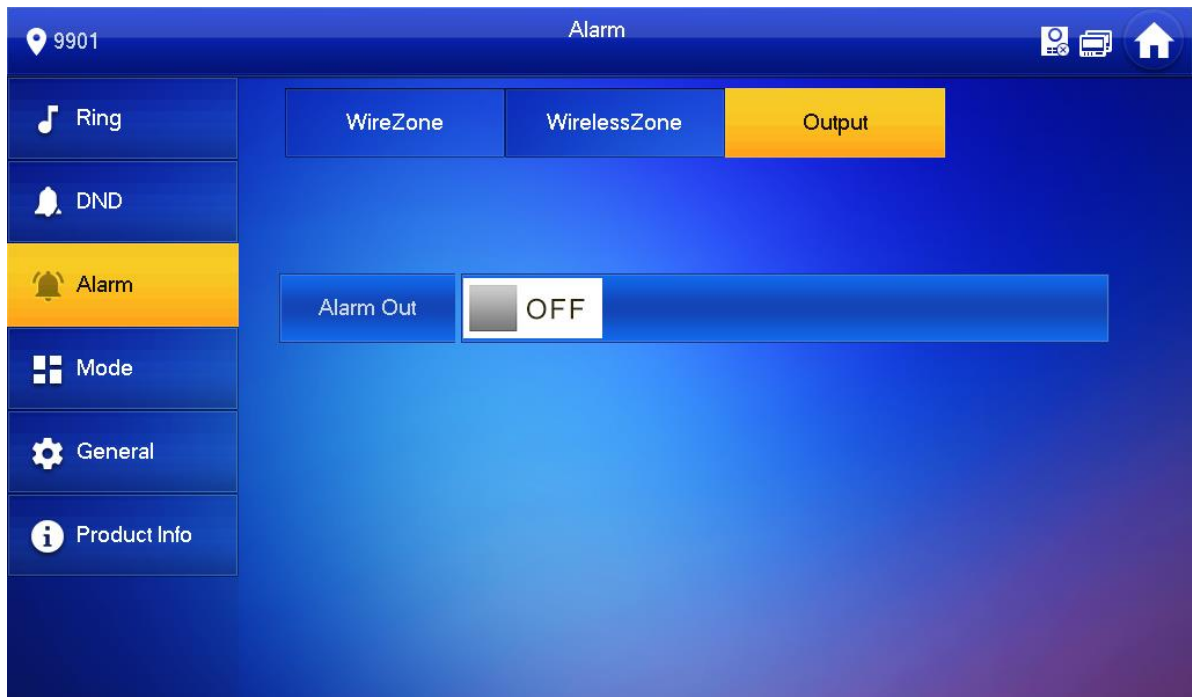 9901
Alarm
Ring
DND
Alarm
Mode
General
Product Info
WireZone
WirelessZone
Output
Alarm Out
OFF